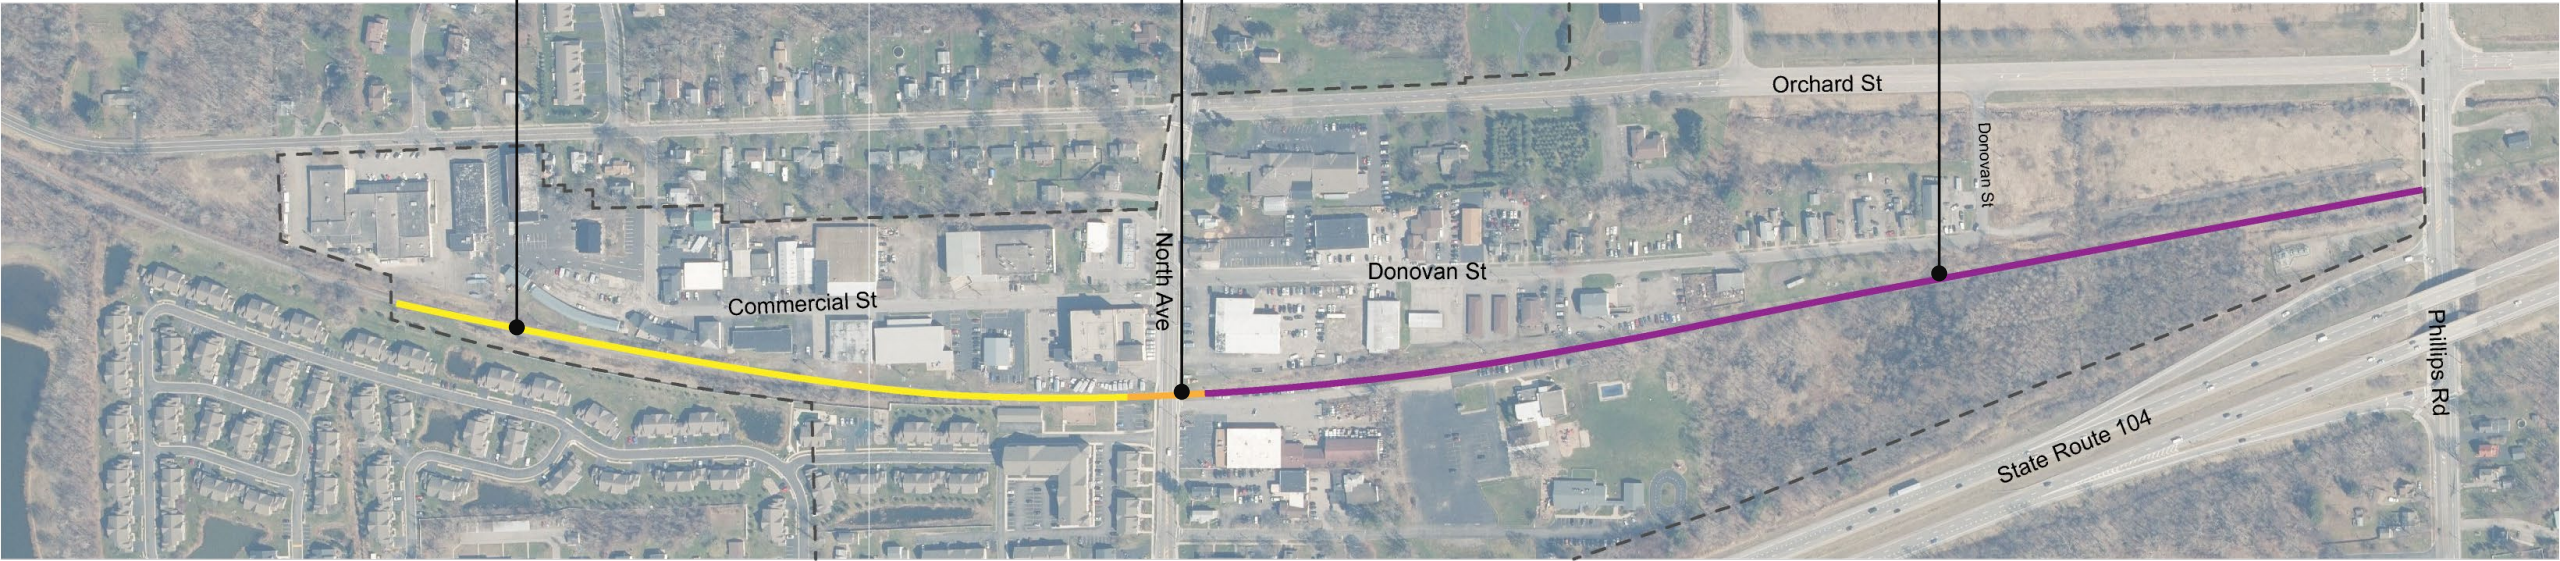 Orchard St
Donovan St
North Ave
Donovan St
Commercial St
Phillips Rd
State Route 104